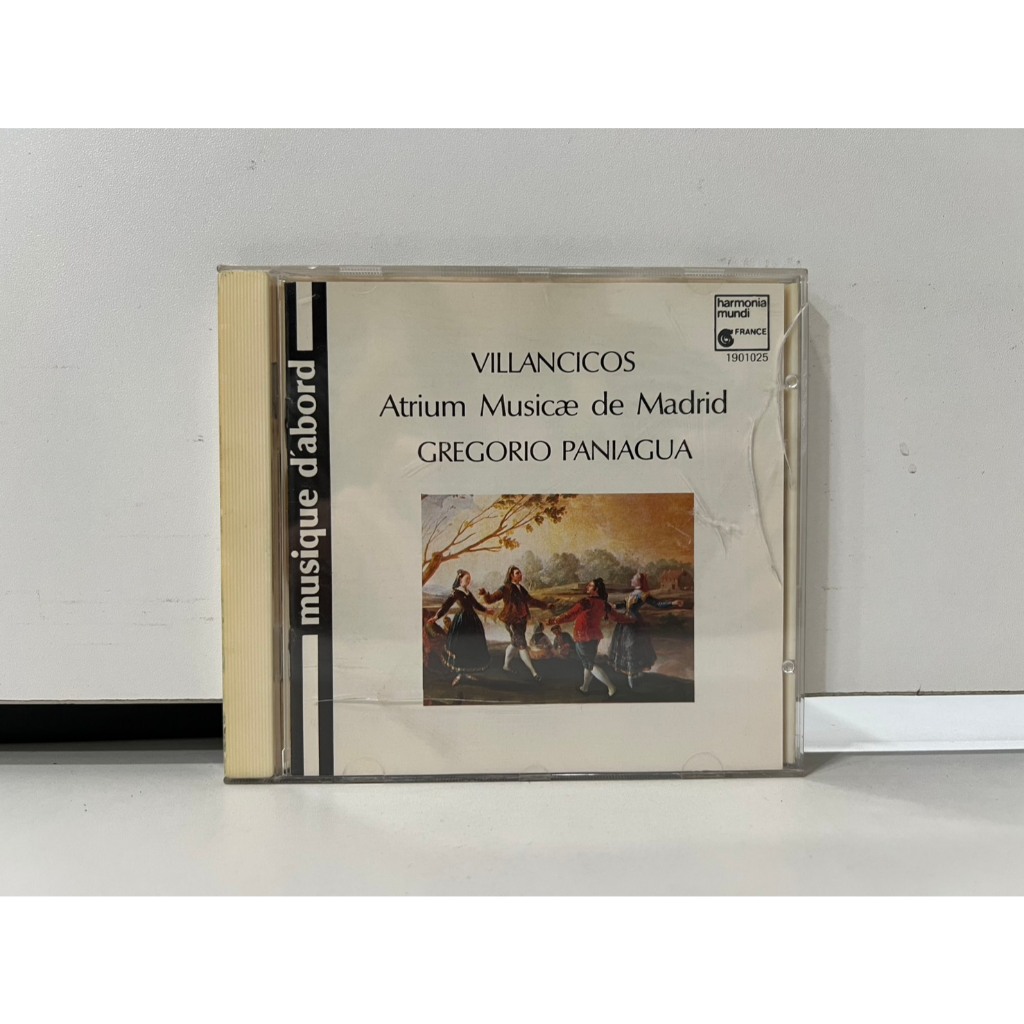 musique d'abord
harmonia
mundi
FRANCE
1901025
VILLANCICOS
Atrium Musicæ de Madrid
GREGORIO PANIAGUA